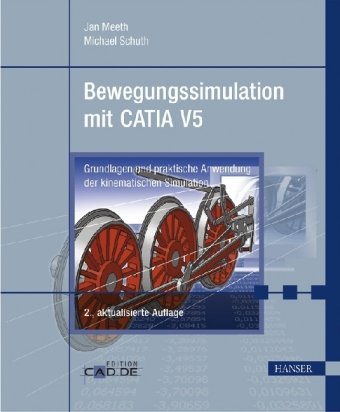 Jan Meeth
Michael Schuth
Bewegungssimulation
mit CATIA V5
Grundlagen und praktische Anwendung
der kinematischen Simulation
2., aktualisierte Auflage
EDITION
CAD.DE
HANSER